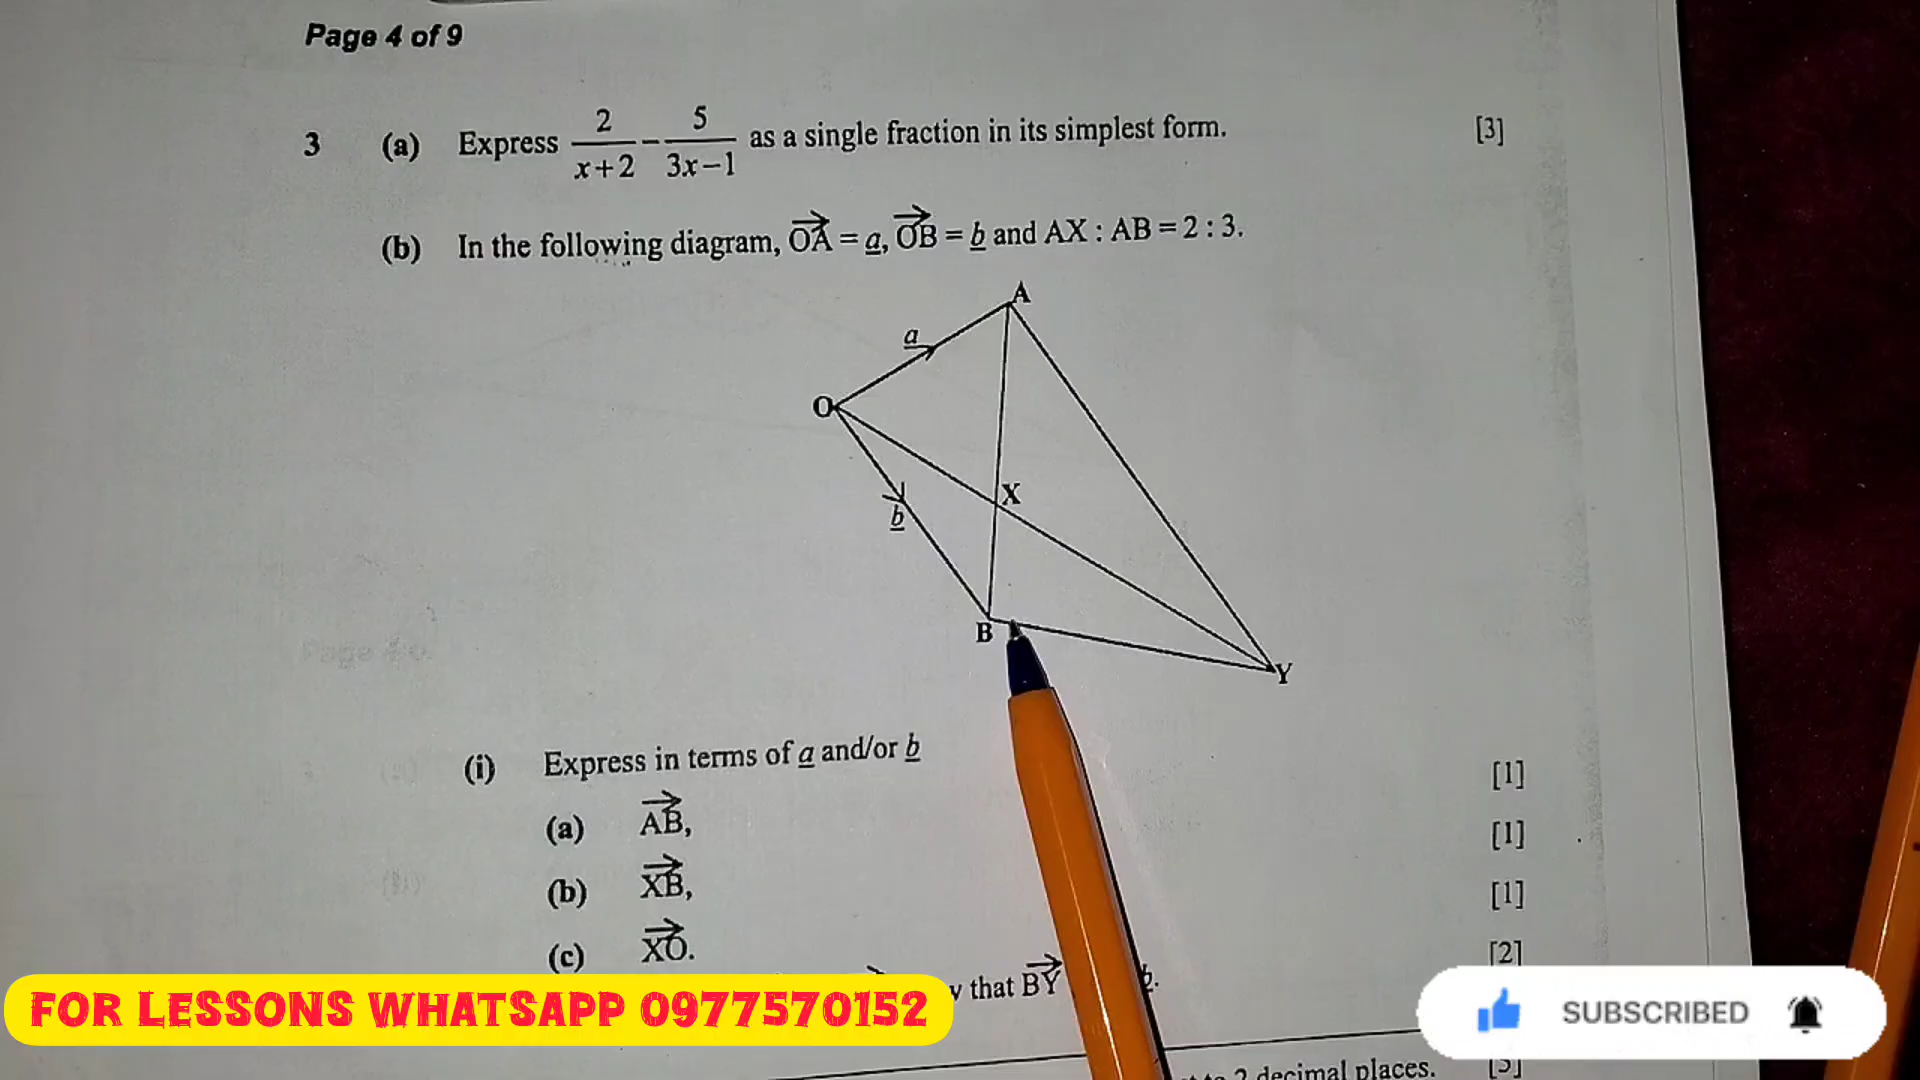 Page 4 of 9
3 (a) Express 2/(x+2) − 5/(3x−1) as a single fraction in its simplest form. [3]
(b) In the following diagram, OA = a, OB = b and AX : AB = 2 : 3.
A
a
O
X
b
B
Y
(i) Express in terms of a and/or b [1]
(a) AB, [1]
(b) XB, [1]
(c) XO. [2]
that BY b.
FOR LESSONS WHATSAPP 0977570152
SUBSCRIBED
2 decimal places.